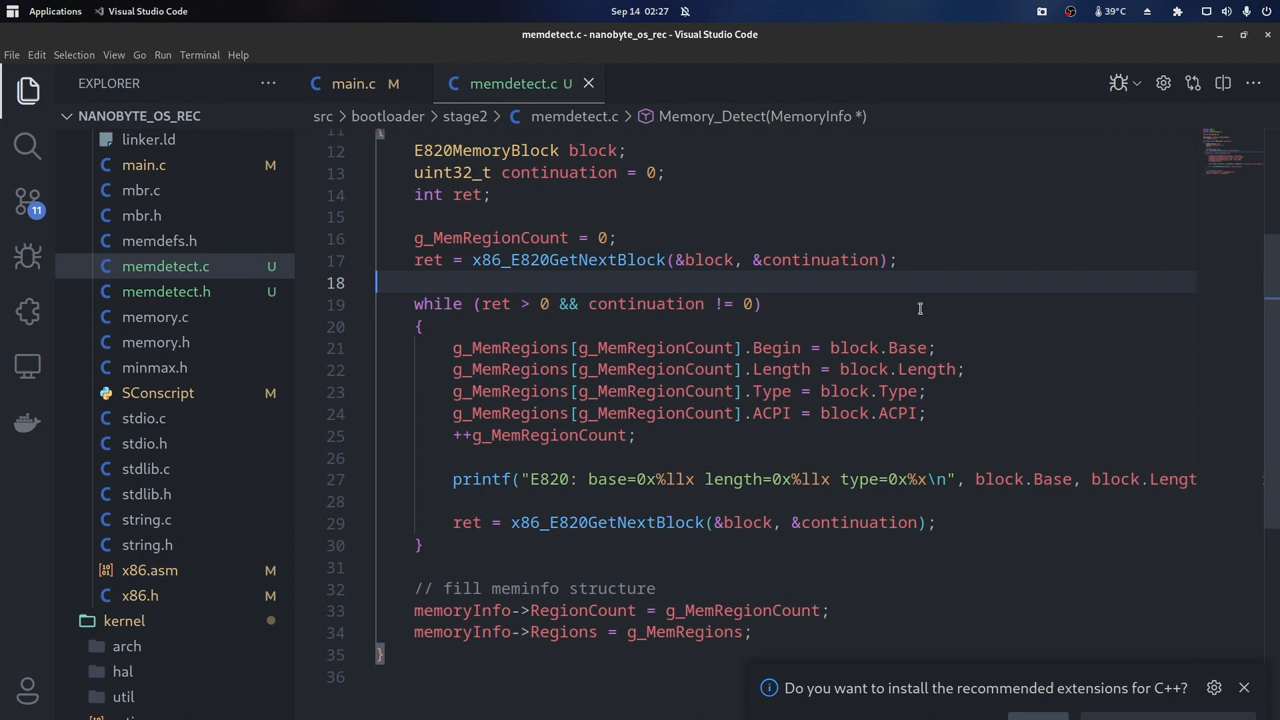 Applications Visual Studio Code Sep 14 02:27 39°C
memdetect.c - nanobyte_os_rec - Visual Studio Code
File Edit Selection View Go Run Terminal Help
EXPLORER ··· C main.c M C memdetect.c U
NANOBYTE_OS_REC
src > bootloader > stage2 > C memdetect.c > Memory_Detect(MemoryInfo *)
linker.ld
C main.c M
C mbr.c
C mbr.h
C memdefs.h
C memdetect.c U
C memdetect.h U
C memory.c
C memory.h
C minmax.h
SConscript M
C stdio.c
C stdio.h
C stdlib.c
C stdlib.h
C string.c
C string.h
x86.asm M
C x86.h M
kernel
arch
hal
util
11
11 {
12 E820MemoryBlock block;
13 uint32_t continuation = 0;
14 int ret;
15
16 g_MemRegionCount = 0;
17 ret = x86_E820GetNextBlock(&block, &continuation);
18
19 while (ret > 0 && continuation != 0)
20 {
21 g_MemRegions[g_MemRegionCount].Begin = block.Base;
22 g_MemRegions[g_MemRegionCount].Length = block.Length;
23 g_MemRegions[g_MemRegionCount].Type = block.Type;
24 g_MemRegions[g_MemRegionCount].ACPI = block.ACPI;
25 ++g_MemRegionCount;
26
27 printf("E820: base=0x%llx length=0x%llx type=0x%x\n", block.Base, block.Lengt
28
29 ret = x86_E820GetNextBlock(&block, &continuation);
30 }
31
32 // fill meminfo structure
33 memoryInfo->RegionCount = g_MemRegionCount;
34 memoryInfo->Regions = g_MemRegions;
35 }
36
Do you want to install the recommended extensions for C++?